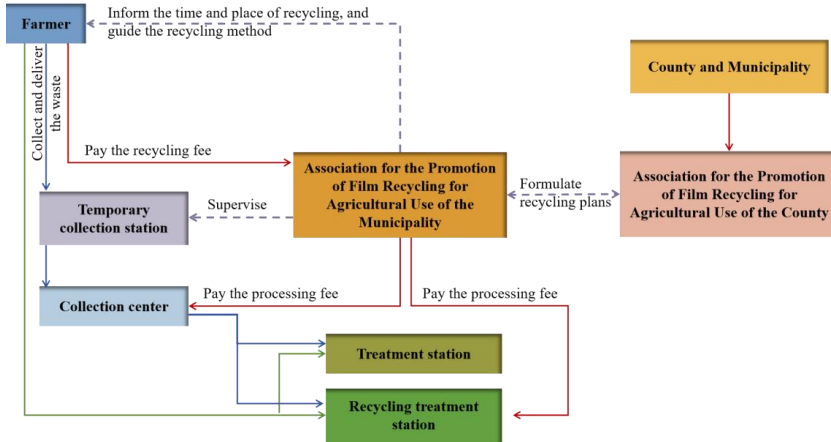 Farmer
Inform the time and place of recycling, and
guide the recycling method
County and Municipality
Collect and deliver
the waste
Pay the recycling fee
Association for the Promotion
of Film Recycling for
Agricultural Use of the
Municipality
Formulate
recycling plans
Association for the Promotion
of Film Recycling for
Agricultural Use of the County
Temporary
collection station
Supervise
Collection center
Pay the processing fee
Pay the processing fee
Treatment station
Recycling treatment
station